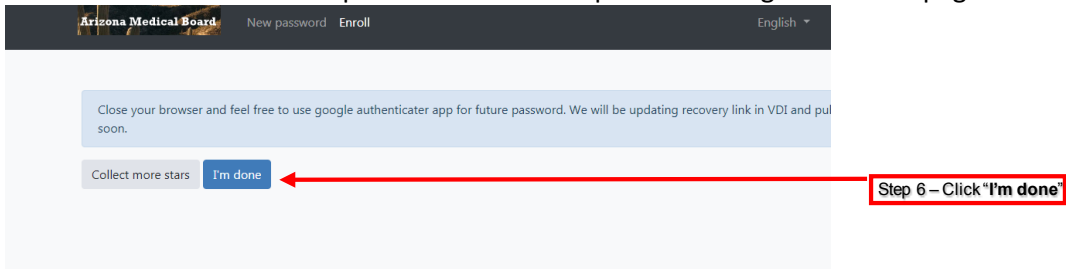 Arizona Medical Board New password Enroll English
Close your browser and feel free to use google authenticater app for future password. We will be updating recovery link in VDI and
soon.
Collect more stars I'm done
Step 6 – Click “I’m done”